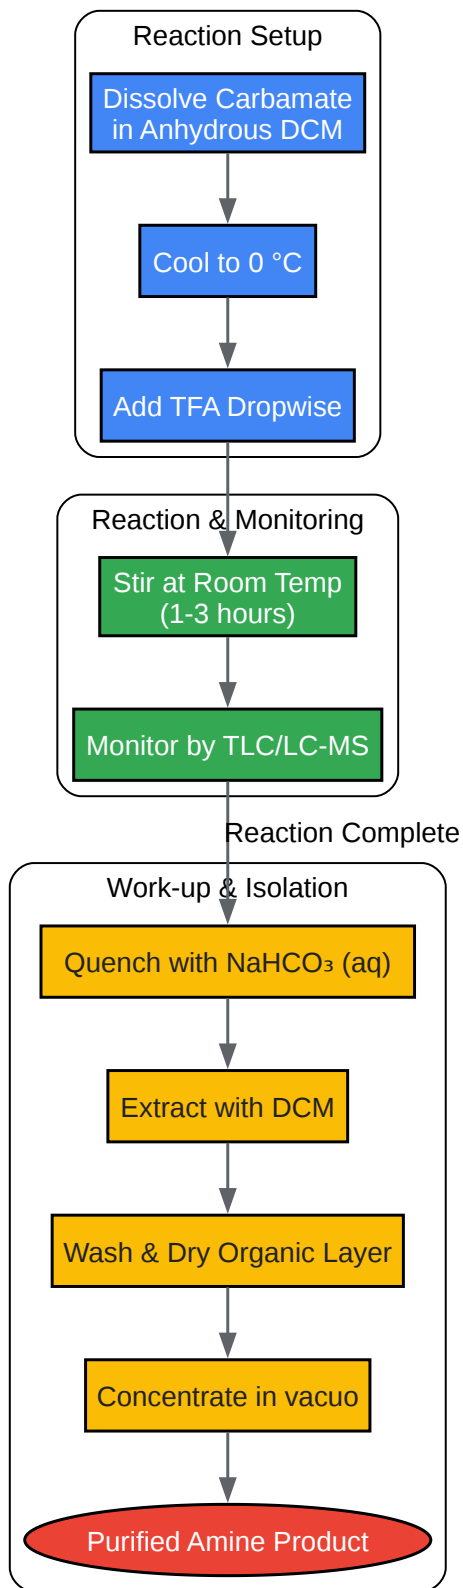 Reaction Setup
Dissolve Carbamate
in Anhydrous DCM
Cool to 0 °C
Add TFA Dropwise
Reaction & Monitoring
Stir at Room Temp
(1-3 hours)
Monitor by TLC/LC-MS
Reaction Complete
Work-up & Isolation
Quench with NaHCO₃ (aq)
Extract with DCM
Wash & Dry Organic Layer
Concentrate in vacuo
Purified Amine Product